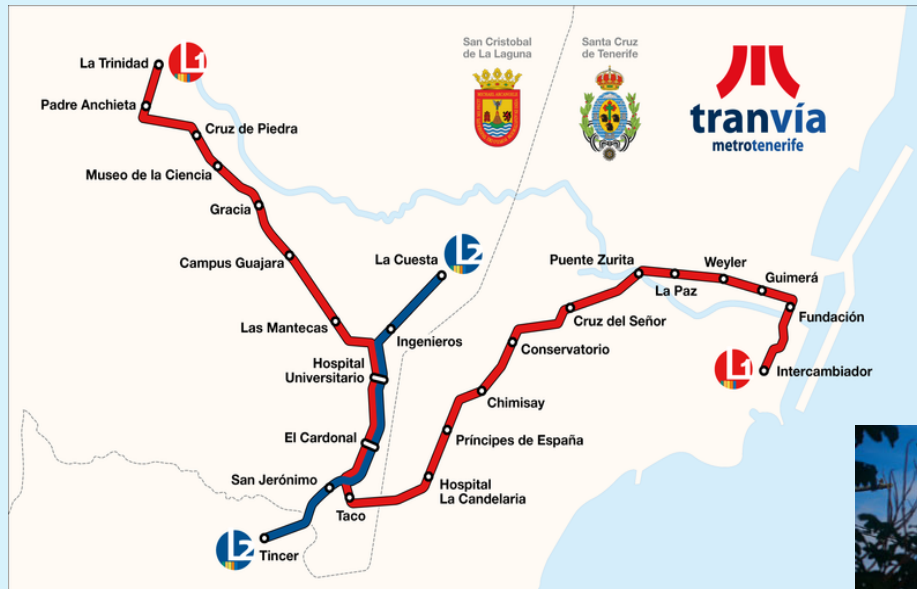 La Trinidad
L1
San Cristobal
de La Laguna
Santa Cruz
de Tenerife
tranvía
metrotenerife
Padre Anchieta
Cruz de Piedra
Museo de la Ciencia
Gracia
Campus Guajara
La Cuesta
L2
Puente Zurita
Weyler
La Paz
Guimerá
Fundación
Las Mantecas
Ingenieros
Cruz del Señor
Conservatorio
Hospital
Universitario
L1
Intercambiador
Chimisay
El Cardonal
Príncipes de España
San Jerónimo
Hospital
La Candelaria
Taco
L2
Tincer